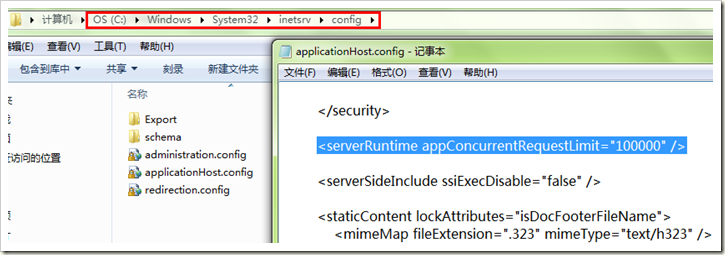 计算机 ▸ OS (C:) ▸ Windows ▸ System32 ▸ inetsrv ▸ config ▸
编辑(E) 查看(V) 工具(T) 帮助(H)
包含到库中 共享 刻录 新建文件夹
名称
Export
schema
administration.config
applicationHost.config
redirection.config
访问的位置
applicationHost.config - 记事本
文件(F) 编辑(E) 格式(O) 查看(V) 帮助(H)
</security>
<serverRuntime appConcurrentRequestLimit="100000" />
<serverSideInclude ssiExecDisable="false" />
<staticContent lockAttributes="isDocFooterFileName">
<mimeMap fileExtension=".323" mimeType="text/h323" />